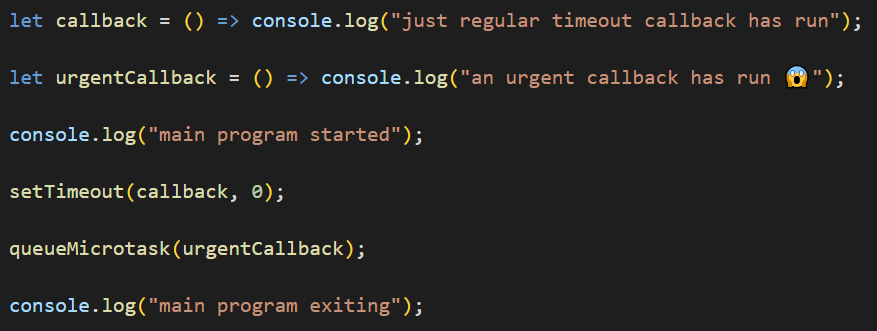 let callback = () => console.log("just regular timeout callback has run");
let urgentCallback = () => console.log("an urgent callback has run 😱");
console.log("main program started");
setTimeout(callback, 0);
queueMicrotask(urgentCallback);
console.log("main program exiting");